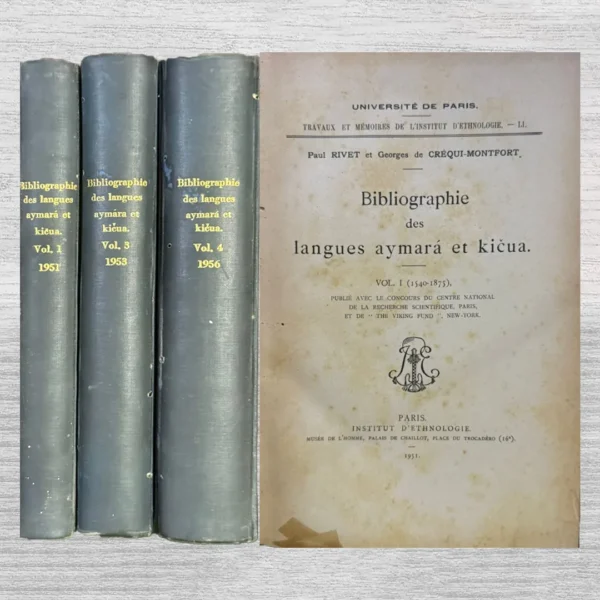 Bibliographie
des langues
aymará et
kičua.
Vol. 1
1951
Bibliographie
des langues
aymara et
kičua.
Vol. 3
1953
Bibliographie
des langues
aymará et
kičua.
Vol. 4
1956
UNIVERSITÉ DE PARIS.
TRAVAUX ET MÉMOIRES DE L'INSTITUT D'ETHNOLOGIE. — LI.
Paul RIVET et Georges de CRÉQUI-MONTFORT.
Bibliographie
des
langues aymará et kičua.
VOL. I (1540-1875),
PUBLIÉ AVEC LE CONCOURS DU CENTRE NATIONAL
DE LA RECHERCHE SCIENTIFIQUE, PARIS,
ET DE "THE VIKING FUND", NEW-YORK.
PARIS.
INSTITUT D'ETHNOLOGIE.
MUSÉE DE L'HOMME, PALAIS DE CHAILLOT, PLACE DU TROCADÉRO (16e).
1951.